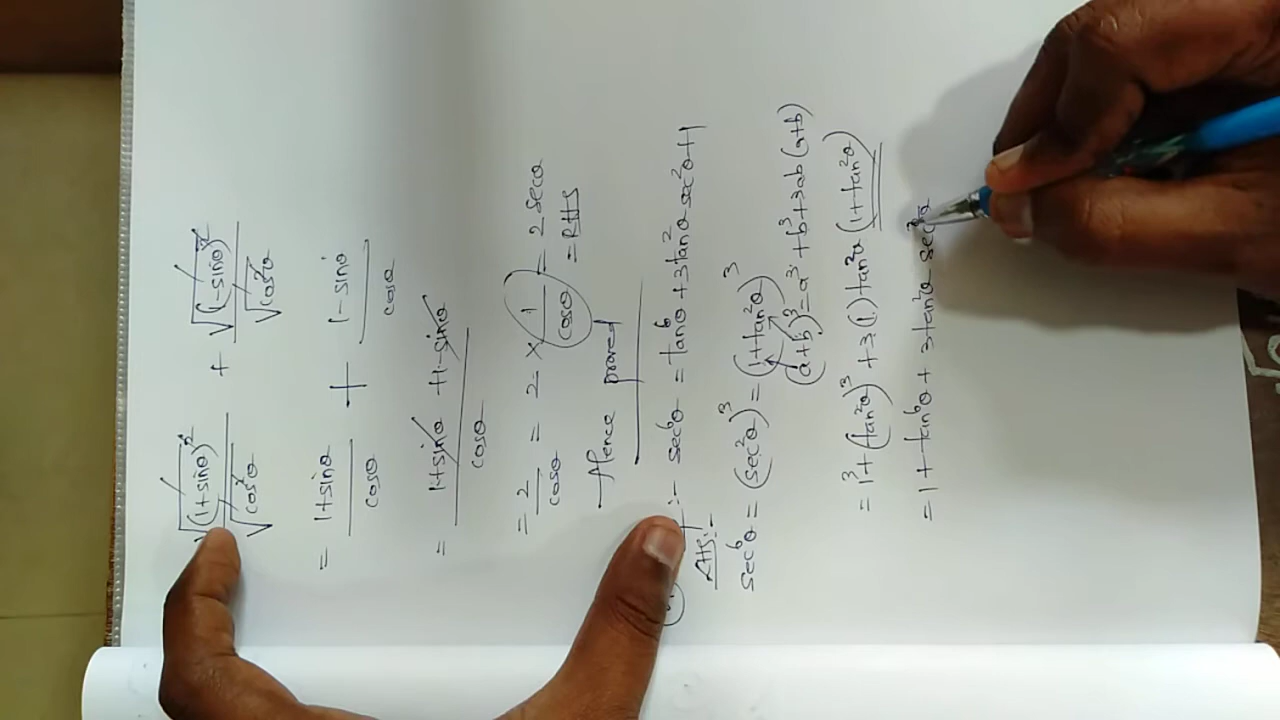 √(1+sinθ)² / √cos²θ + √(1-sinθ)² / √cos²θ
= 1+sinθ / cosθ + 1-sinθ / cosθ
= 1+sinθ+1-sinθ / cosθ
= 2 / cosθ = 2 × 1 / cosθ = 2 secθ
= RHS
Hence proved
:- sec⁶θ = tan⁶θ + 3tan²θ sec²θ + 1
LHS:-
sec⁶θ = (sec²θ)³ = (1+tan²θ)³
(a+b)³ = a³+b³+3ab(a+b)
= 1³+(tan²θ)³+3(1)tan²θ(1+tan²θ)
= 1+tan⁶θ+3tan²θ sec²θ